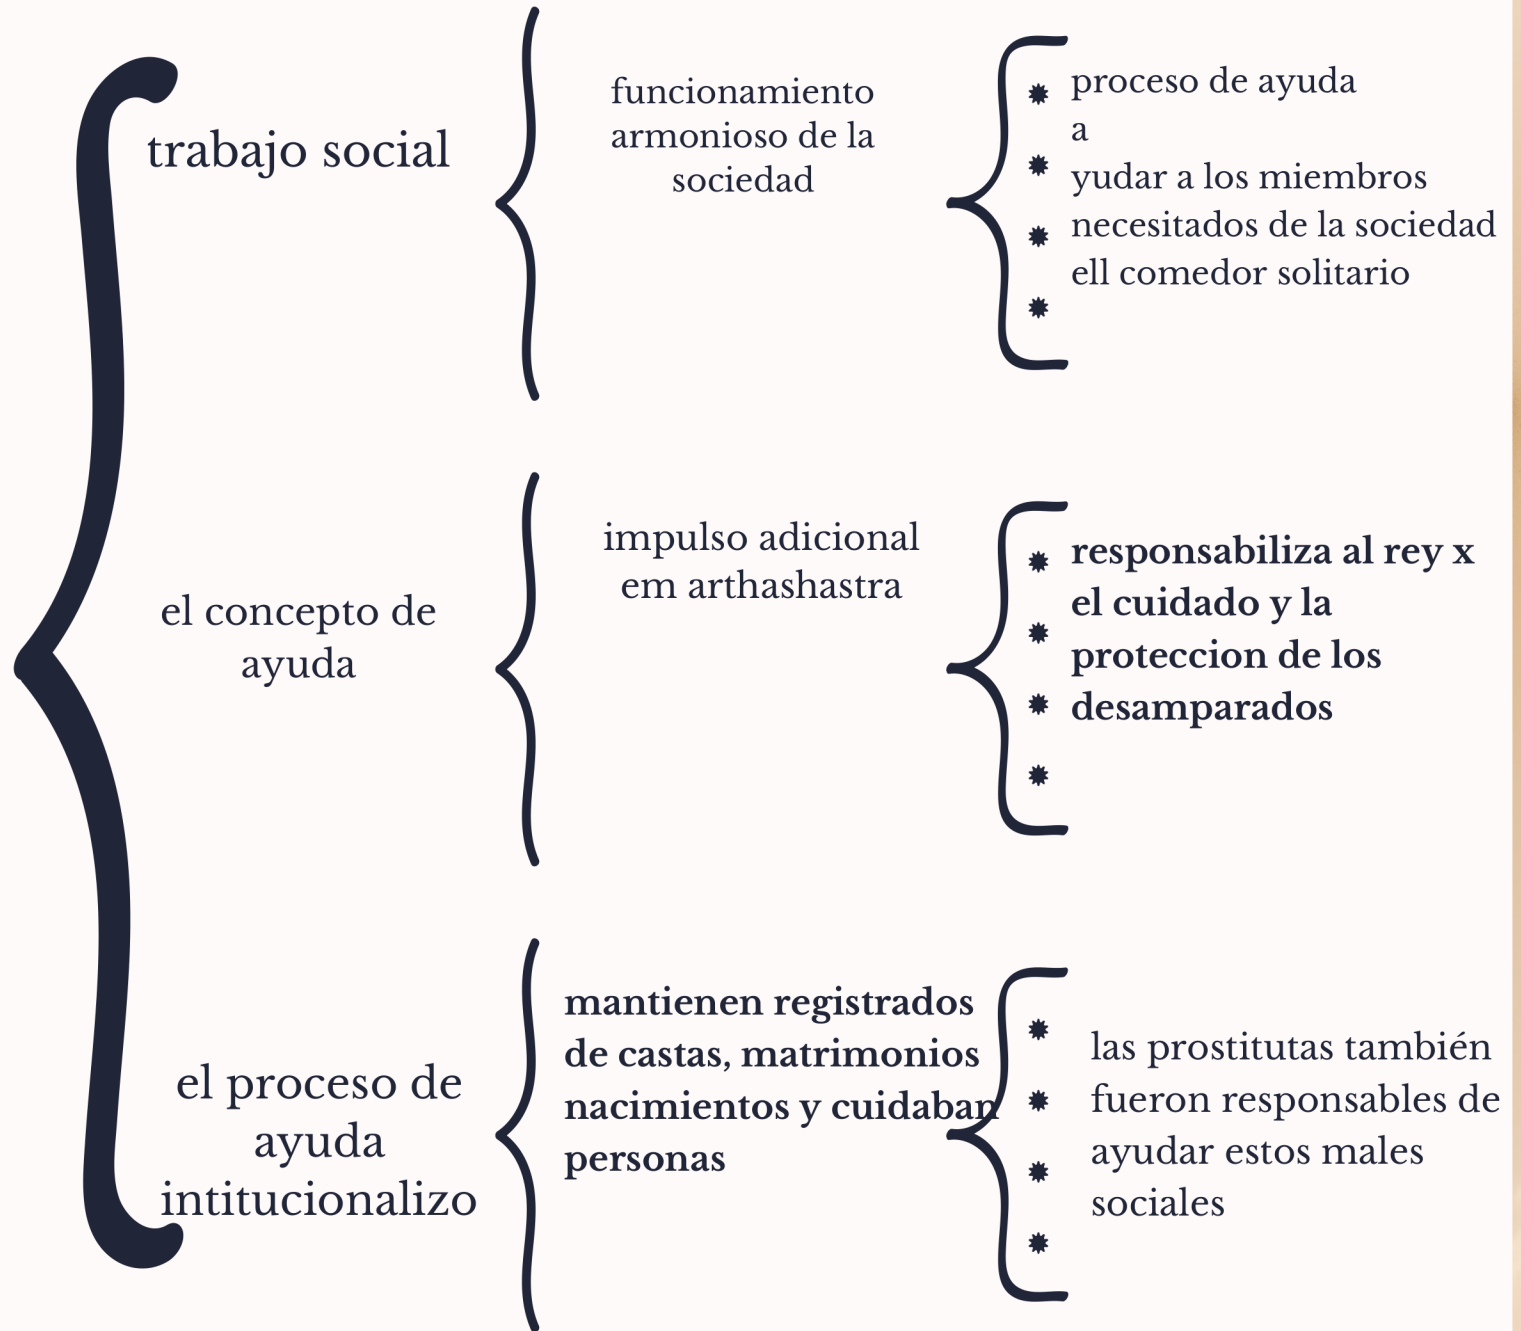 trabajo social
funcionamiento
armonioso de la
sociedad
proceso de ayuda
a
yudar a los miembros
necesitados de la sociedad
ell comedor solitario
el concepto de
ayuda
impulso adicional
em arthashastra
responsabiliza al rey x
el cuidado y la
proteccion de los
desamparados
el proceso de
ayuda
intitucionalizo
mantienen registrados
de castas, matrimonios
nacimientos y cuidaban
personas
las prostitutas también
fueron responsables de
ayudar estos males
sociales